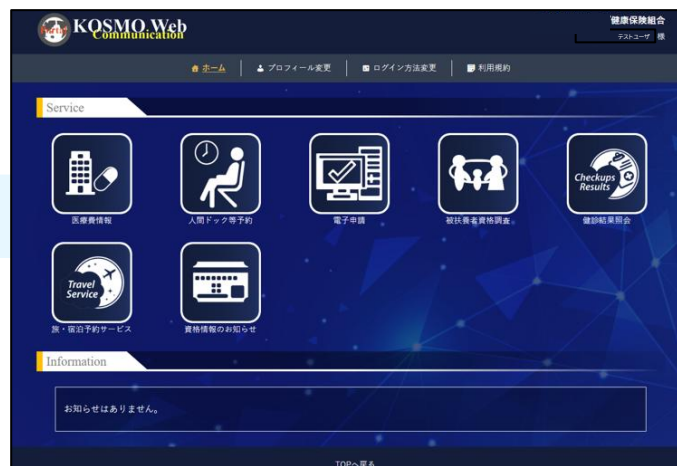 KOSMO Web
Communication
健康保険組合
テストユーザ 様
ホーム
プロフィール変更
ログイン方法変更
利用規約
Service
医療費情報
人間ドック等予約
電子申請
被扶養者資格調査
Checkups
Results
健診結果照会
Travel
Service
旅・宿泊予約サービス
資格情報のお知らせ
Information
お知らせはありません。
TOPへ戻る